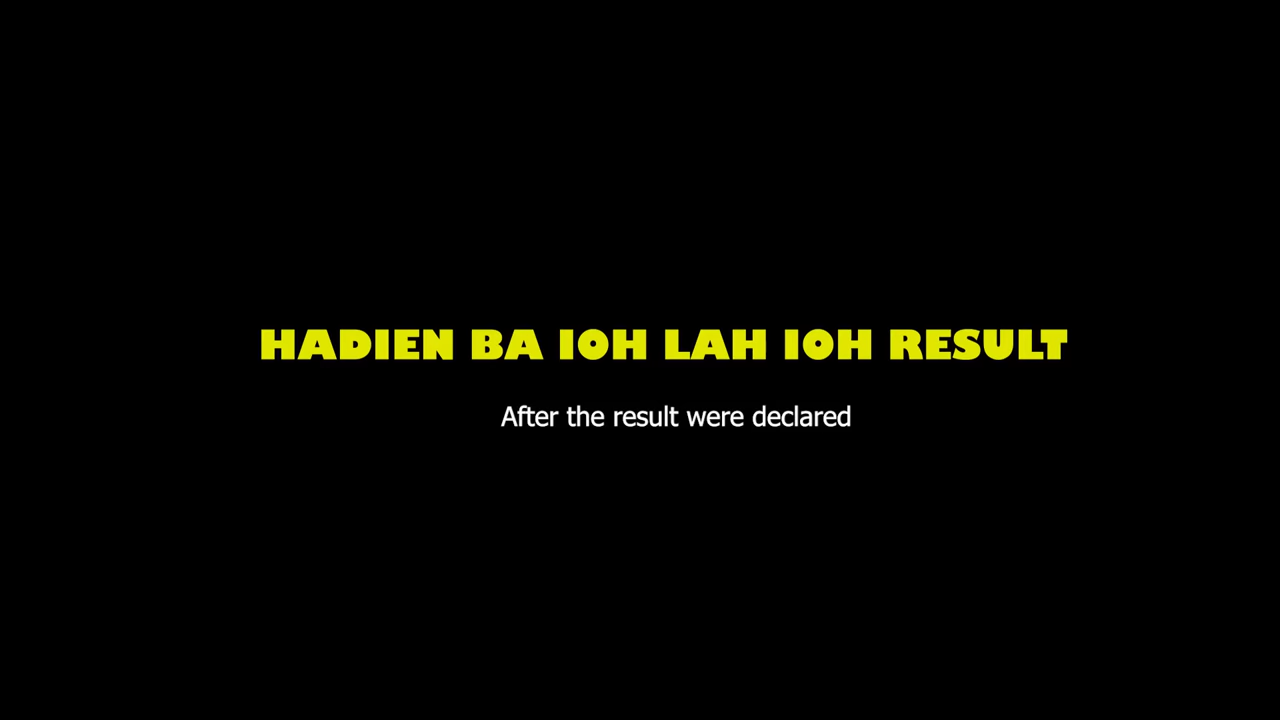 HADIEN BA IOH LAH IOH RESULT
After the result were declared